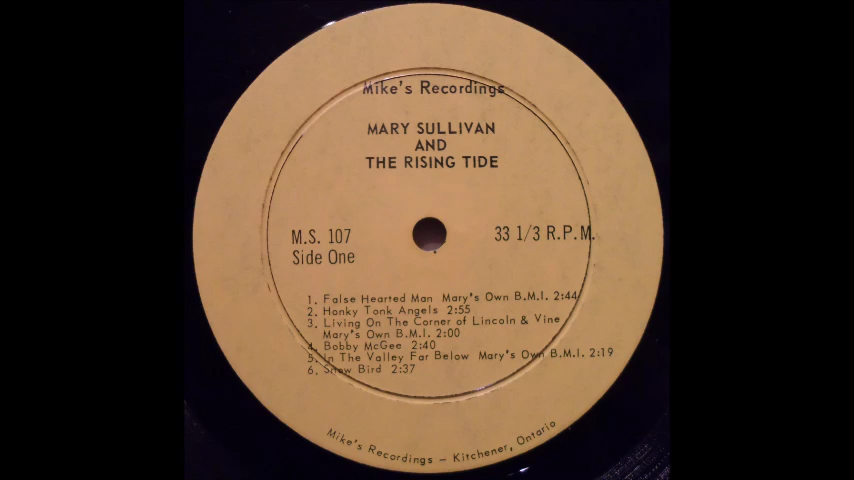 Mike's Recordings
MARY SULLIVAN
AND
THE RISING TIDE
M.S. 107
33 1/3 R.P.M.
Side One
1. False Hearted Man Mary's Own B.M.I. 2:44
2. Honky Tonk Angels 2:55
3. Living On The Corner of Lincoln & Vine
Mary's Own B.M.I. 2:00
4. Bobby McGee 2:40
5. In The Valley Far Below Mary's Own B.M.I. 2:19
6. Snow Bird 2:37
Mike's Recordings – Kitchener, Ontario